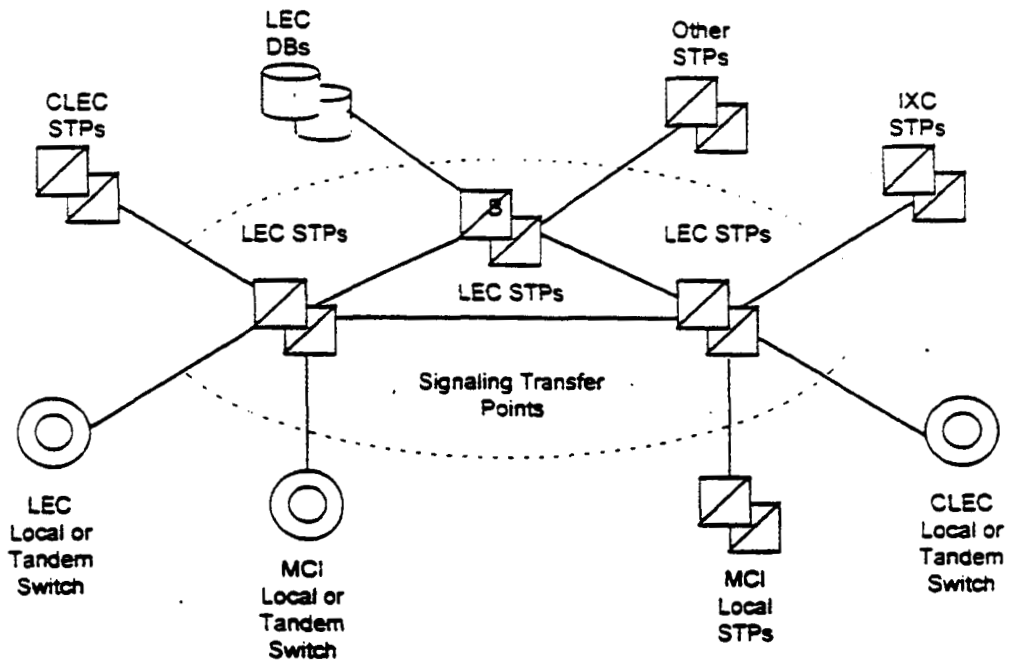 LEC
DBs
Other
STPs
CLEC
STPs
IXC
STPs
S
LEC STPs
LEC STPs
LEC STPs
Signaling Transfer
Points
LEC
Local or
Tandem
Switch
MCI
Local or
Tandem
Switch
MCI
Local
STPs
CLEC
Local or
Tandem
Switch